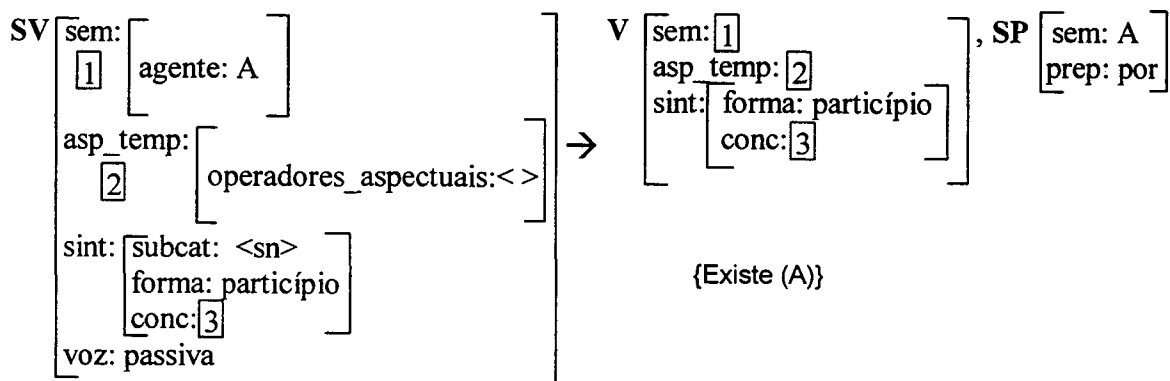 SV sem: 1 agente: A
asp_temp: 2 operadores_aspectuais:< >
sint: subcat: <sn>
forma: particípio
conc: 3
voz: passiva
→
V sem: 1
asp_temp: 2
sint: forma: particípio
conc: 3
, SP sem: A
prep: por
{Existe (A)}